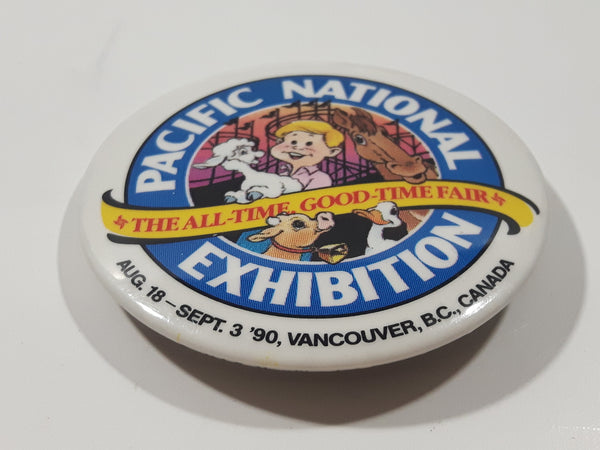 PACIFIC NATIONAL
THE ALL-TIME, GOOD-TIME FAIR
EXHIBITION
AUG. 18 – SEPT. 3 '90, VANCOUVER, B.C., CANADA